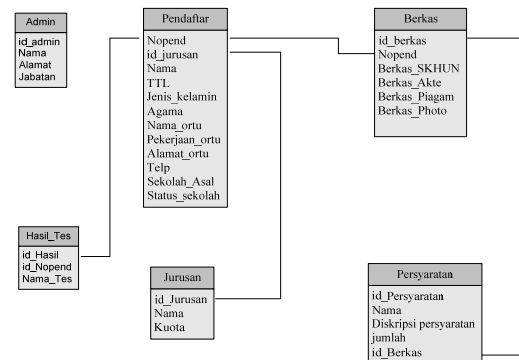 Admin
id_admin
Nama
Alamat
Jabatan
Pendaftar
Nopend
id_jurusan
Nama
TTL
Jenis_kelamin
Agama
Nama_ortu
Pekerjaan_ortu
Alamat_ortu
Telp
Sekolah_Asal
Status_sekolah
Berkas
id_berkas
Nopend
Berkas_SKHUN
Berkas_Akte
Berkas_Piagam
Berkas_Photo
Hasil_Tes
id_Hasil
id_Nopend
Nama_Tes
Jurusan
id_Jurusan
Nama
Kuota
Persyaratan
id_Persyaratan
Nama
Diskripsi persyaratan
jumlah
id_Berkas